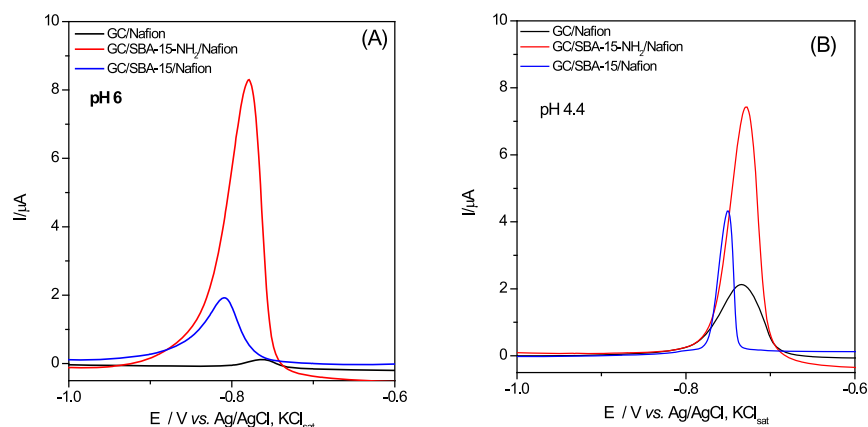 (A)
GC/Nafion
GC/SBA-15-NH2/Nafion
GC/SBA-15/Nafion
pH 6
10
8
6
4
2
0
I/μA
-1.0
-0.8
-0.6
E / V vs. Ag/AgCl, KClsat
(B)
GC/Nafion
GC/SBA-15-NH2/Nafion
GC/SBA-15/Nafion
pH 4.4
10
8
6
4
2
0
I/μA
-1.0
-0.8
-0.6
E / V vs. Ag/AgCl, KClsat